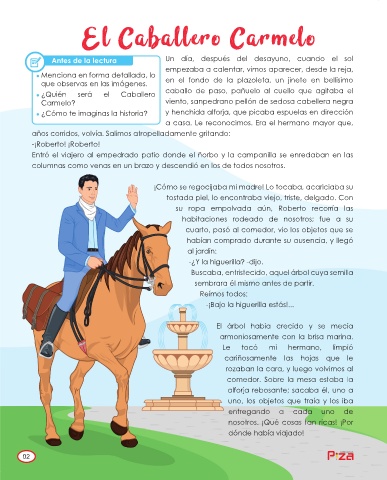 El Caballero Carmelo
Antes de la lectura
• Menciona en forma detallada, lo
que observas en las imágenes.
• ¿Quién será el Caballero
Carmelo?
• ¿Cómo te imaginas la historia?
Un día, después del desayuno, cuando el sol
empezaba a calentar, vimos aparecer, desde la reja,
en el fondo de la plazoleta, un jinete en bellísimo
caballo de paso, pañuelo al cuello que agitaba el
viento, sanpedrano pellón de sedosa cabellera negra
y henchida alforja, que picaba espuelas en dirección
a casa. Le reconocimos. Era el hermano mayor que,
años corridos, volvía. Salimos atropelladamente gritando:
-¡Roberto! ¡Roberto!
Entró el viajero al empedrado patio donde el ñorbo y la campanilla se enredaban en las
columnas como venas en un brazo y descendió en los de todos nosotros.
¡Cómo se regocijaba mi madre! Lo tocaba, acariciaba su
tostada piel, lo encontraba viejo, triste, delgado. Con
su ropa empolvada aún, Roberto recorría las
habitaciones rodeado de nosotros; fue a su
cuarto, pasó al comedor, vio los objetos que se
habían comprado durante su ausencia, y llegó
al jardín:
-¿Y la higuerilla? -dijo.
Buscaba, entristecido, aquel árbol cuya semilla
sembrara él mismo antes de partir.
Reímos todos:
-¡Bajo la higuerilla estás!...
El árbol había crecido y se mecía
armoniosamente con la brisa marina.
Le tocó mi hermano, limpió
cariñosamente las hojas que le
rozaban la cara, y luego volvimos al
comedor. Sobre la mesa estaba la
alforja rebosante; sacaba él, uno a
uno, los objetos que traía y los iba
entregando a cada uno de
nosotros. ¡Qué cosas tan ricas! ¡Por
dónde había viajado!
92